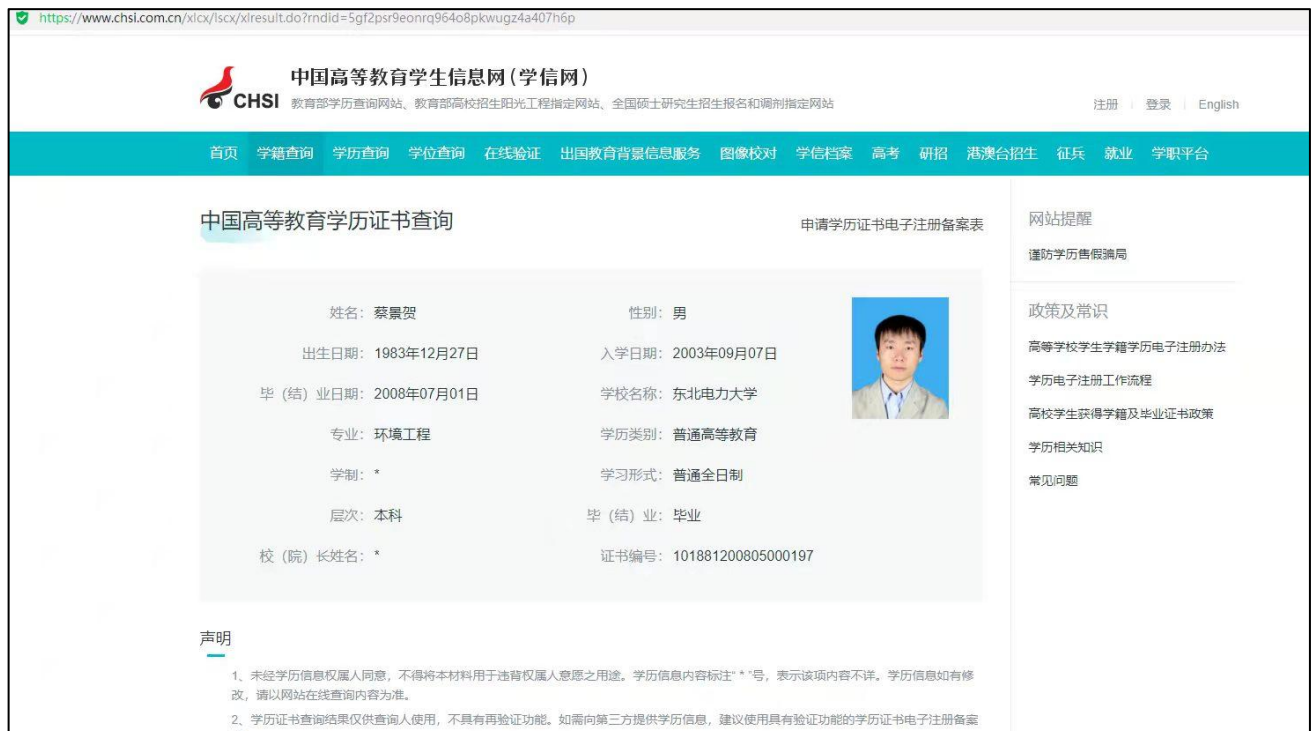 https://www.chsi.com.cn/xlcx/lscx/xlresult.do?rndid=5gf2psr9eonrq964o8pkwugz4a407h6p
中国高等教育学生信息网(学信网)
CHSI 教育部学历查询网站、教育部高校招生阳光工程指定网站、全国硕士研究生招生报名和调剂指定网站
注册 | 登录 | English
首页 学籍查询 学历查询 学位查询 在线验证 出国教育背景信息服务 图像校对 学信档案 高考 研招 港澳台招生 征兵 就业 学职平台
中国高等教育学历证书查询 申请学历证书电子注册备案表
姓名: 蔡景贺 性别: 男
出生日期: 1983年12月27日 入学日期: 2003年09月07日
毕（结）业日期: 2008年07月01日 学校名称: 东北电力大学
专业: 环境工程 学历类别: 普通高等教育
学制: * 学习形式: 普通全日制
层次: 本科 毕（结）业: 毕业
校（院）长姓名: * 证书编号: 101881200805000197
声明
1、未经学历信息权属人同意，不得将本材料用于违背权属人意愿之用途。学历信息内容标注“*”号，表示该项内容不详。学历信息如有修
改，请以网站在线查询内容为准。
2、学历证书查询结果仅供查询人使用，不具有再验证功能。如需向第三方提供学历信息，建议使用具有验证功能的学历证书电子注册备案
网站提醒
谨防学历售假骗局
政策及常识
高等学校学生学籍学历电子注册办法
学历电子注册工作流程
高校学生获得学籍及毕业证书政策
学历相关知识
常见问题